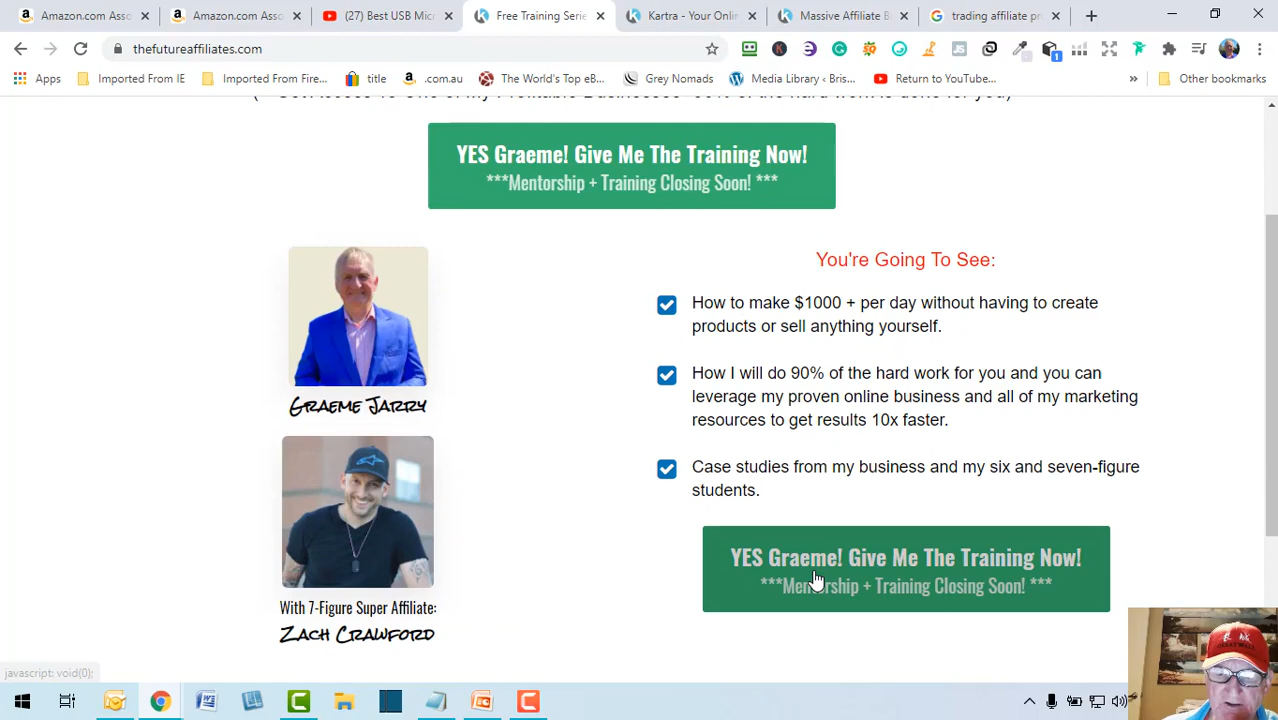 Amazon.com Asso
Amazon.com Asso
(27) Best USB Mic
Free Training Serie
Kartra - Your Onli
Massive Affiliate B
trading affiliate pr
thefutureaffiliates.com
Apps
Imported From IE
Imported From Fire...
title
.com.au
The World's Top eB...
Grey Nomads
Media Library ‹ Bris...
Return to YouTube...
Other bookmarks
YES Graeme! Give Me The Training Now!
***Mentorship + Training Closing Soon! ***
Graeme Jarry
With 7-Figure Super Affiliate:
Zach Crawford
You're Going To See:
How to make $1000 + per day without having to create
products or sell anything yourself.
How I will do 90% of the hard work for you and you can
leverage my proven online business and all of my marketing
resources to get results 10x faster.
Case studies from my business and my six and seven-figure
students.
YES Graeme! Give Me The Training Now!
***Mentorship + Training Closing Soon! ***
javascript: void(0);